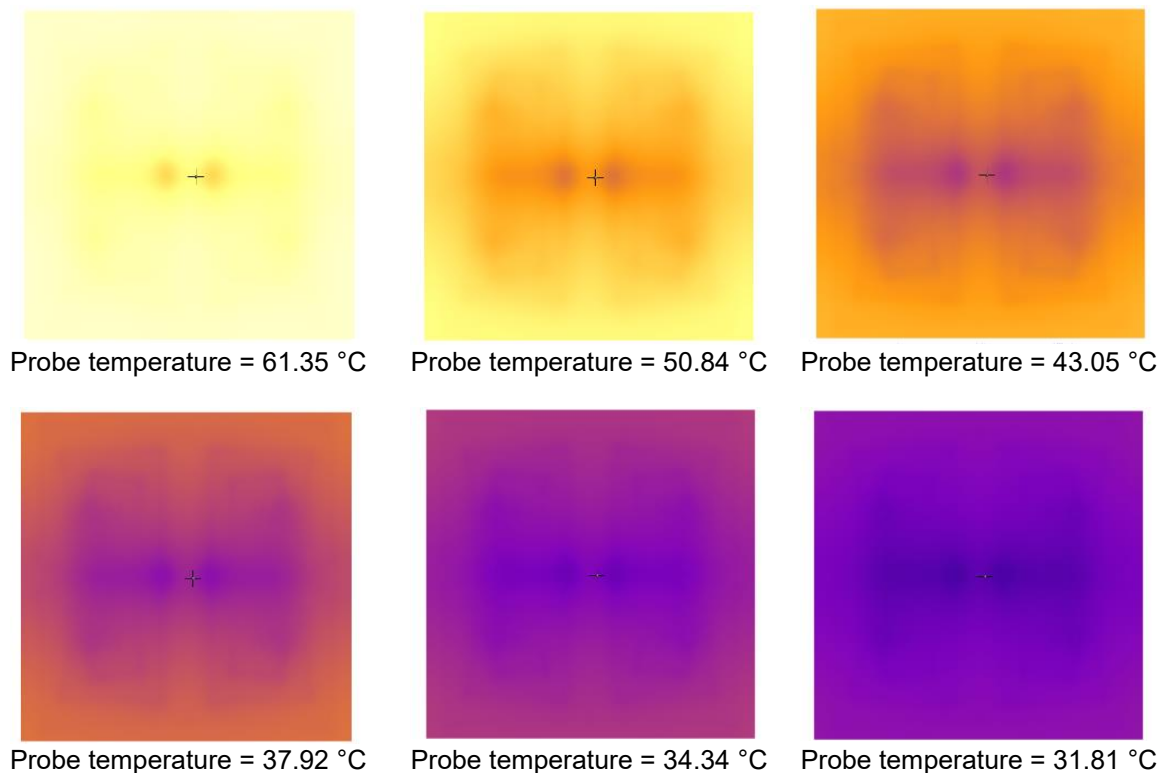 Probe temperature = 61.35 °C
Probe temperature = 50.84 °C
Probe temperature = 43.05 °C
Probe temperature = 37.92 °C
Probe temperature = 34.34 °C
Probe temperature = 31.81 °C